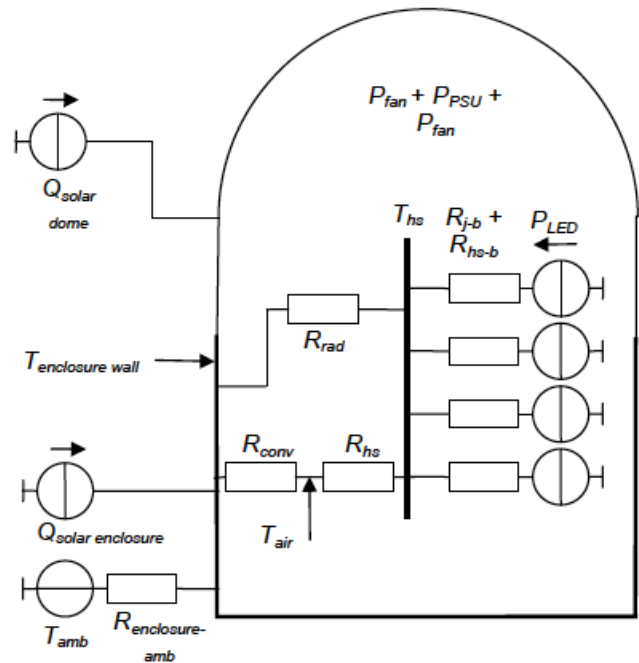 P_fan + P_PSU +
P_fan
Q_solar
dome
T_hs
R_j-b +
R_hs-b
P_LED
R_rad
T_enclosure wall
R_conv
R_hs
T_air
Q_solar enclosure
T_amb
R_enclosure-
amb